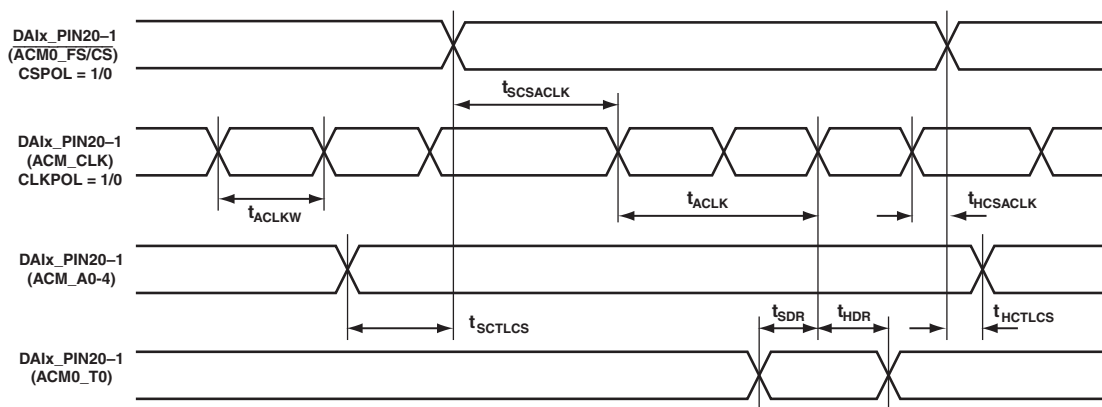 DAIx_PIN20–1
(ACM0_FS/CS)
CSPOL = 1/0
tSCSACLK
DAIx_PIN20–1
(ACM_CLK)
CLKPOL = 1/0
tACLKW
tACLK
tHCSACLK
DAIx_PIN20–1
(ACM_A0-4)
tSCTLCS
tSDR
tHDR
tHCTLCS
DAIx_PIN20–1
(ACM0_T0)